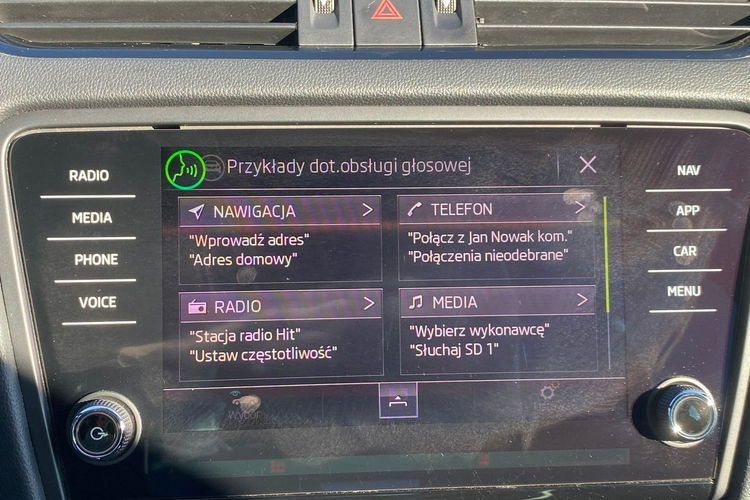 RADIO
MEDIA
PHONE
VOICE
Przykłady dot.obsługi głosowej
NAWIGACJA
"Wprowadź adres"
"Adres domowy"
TELEFON
"Połącz z Jan Nowak kom."
"Połączenia nieodebrane"
RADIO
"Stacja radio Hit"
"Ustaw częstotliwość"
MEDIA
"Wybierz wykonawcę"
"Słuchaj SD 1"
Wybór
NAV
APP
CAR
MENU